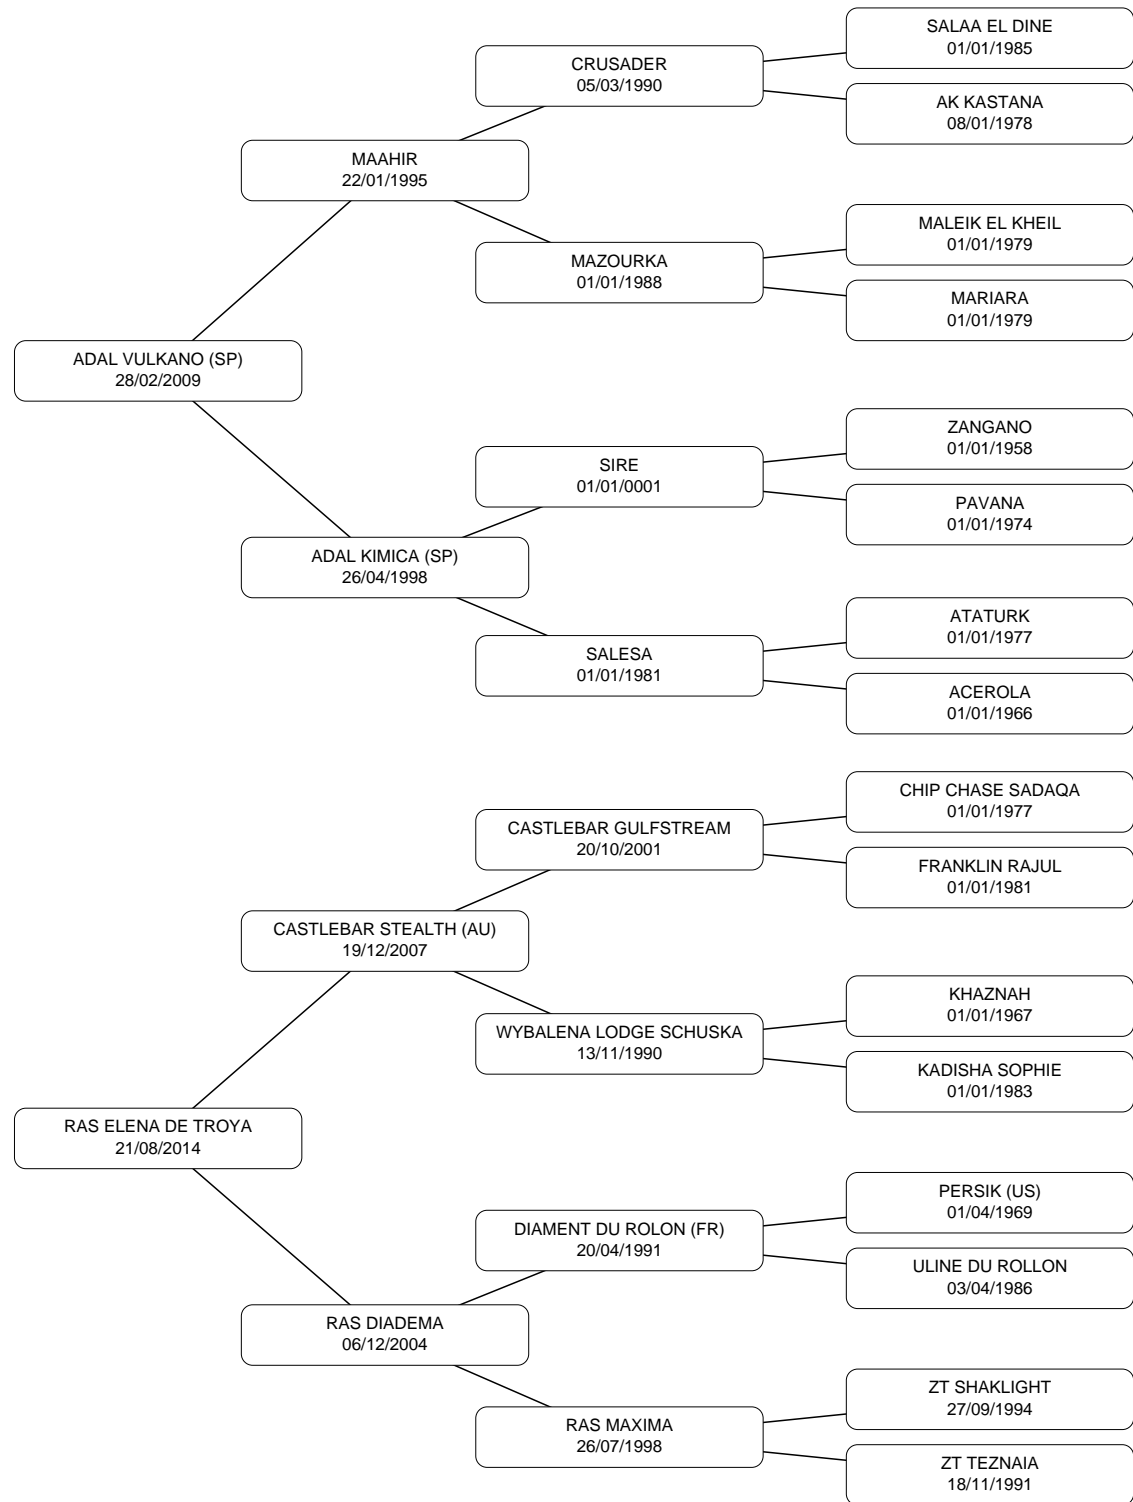 SALAA EL DINE
01/01/1985
CRUSADER
05/03/1990
AK KASTANA
08/01/1978
MAAHIR
22/01/1995
MALEIK EL KHEIL
01/01/1979
MAZOURKA
01/01/1988
MARIARA
01/01/1979
ADAL VULKANO (SP)
28/02/2009
ZANGANO
01/01/1958
SIRE
01/01/0001
PAVANA
01/01/1974
ADAL KIMICA (SP)
26/04/1998
ATATURK
01/01/1977
SALESA
01/01/1981
ACEROLA
01/01/1966
CHIP CHASE SADAQA
01/01/1977
CASTLEBAR GULFSTREAM
20/10/2001
FRANKLIN RAJUL
01/01/1981
CASTLEBAR STEALTH (AU)
19/12/2007
KHAZNAH
01/01/1967
WYBALENA LODGE SCHUSKA
13/11/1990
KADISHA SOPHIE
01/01/1983
RAS ELENA DE TROYA
21/08/2014
PERSIK (US)
01/04/1969
DIAMENT DU ROLON (FR)
20/04/1991
ULINE DU ROLLON
03/04/1986
RAS DIADEMA
06/12/2004
ZT SHAKLIGHT
27/09/1994
RAS MAXIMA
26/07/1998
ZT TEZNAIA
18/11/1991